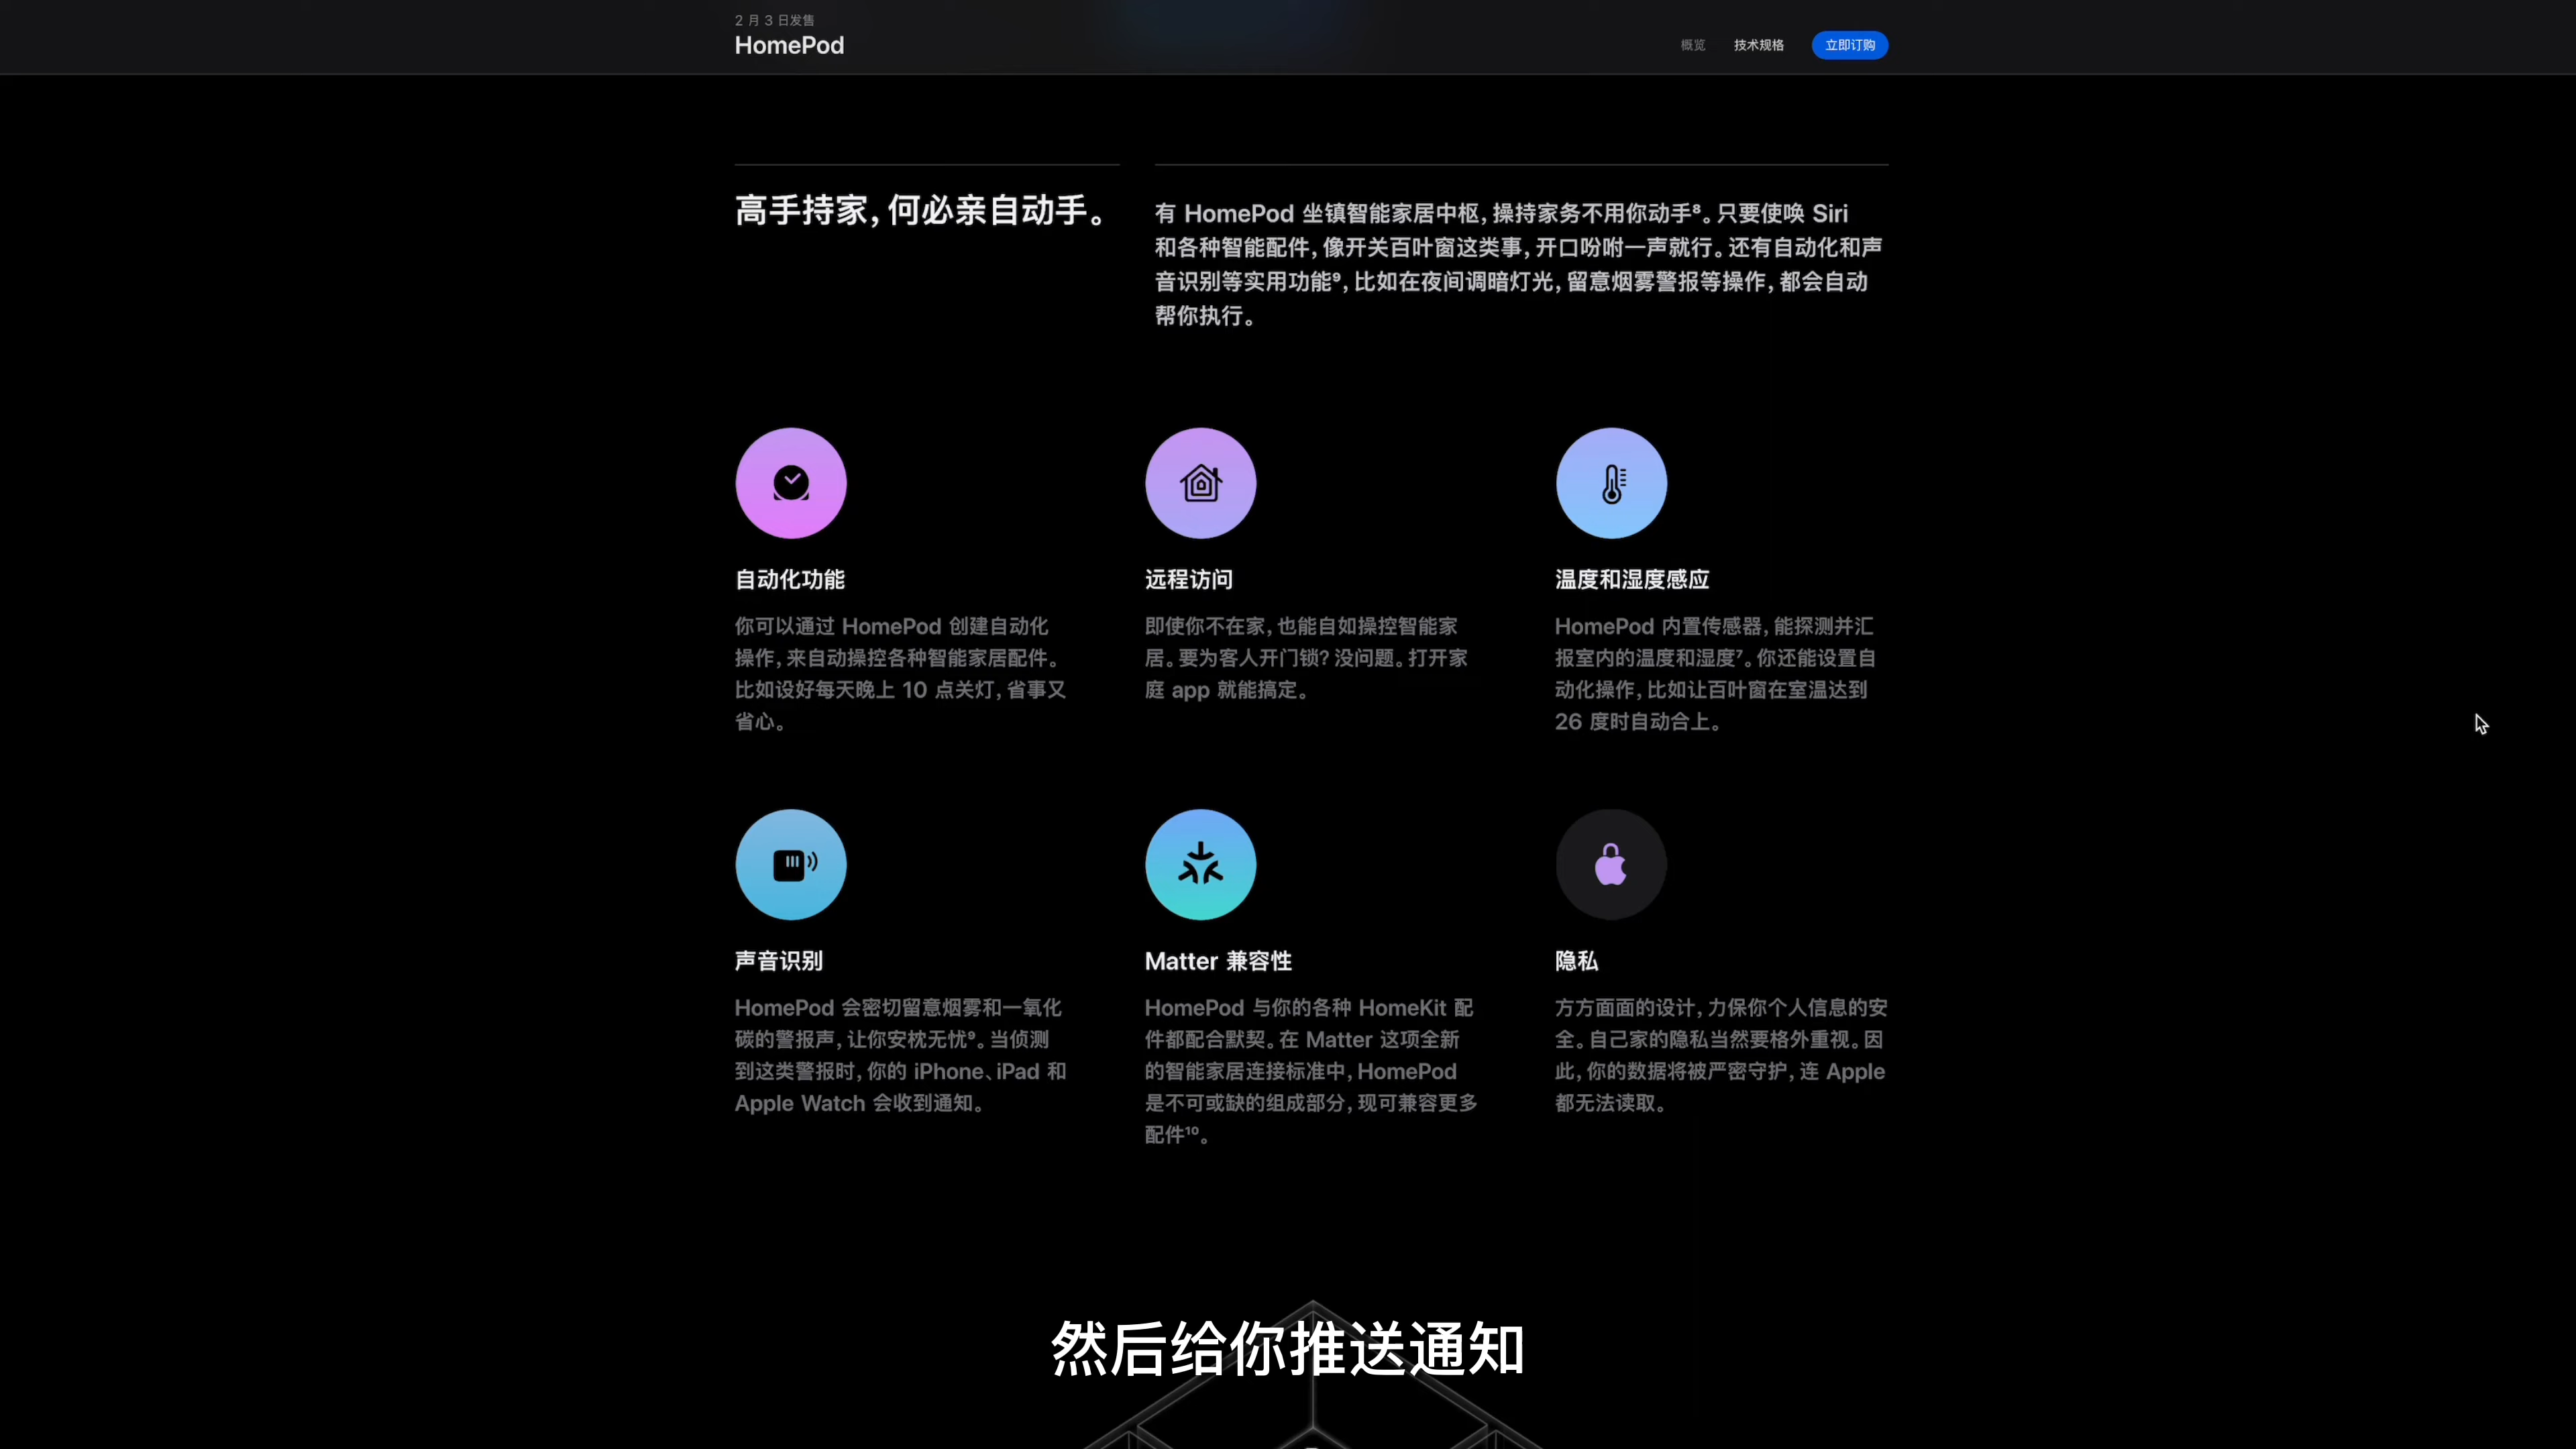 2 月 3 日发售
HomePod
概览
技术规格
立即订购
高手持家，何必亲自动手。
有 HomePod 坐镇智能家居中枢，操持家务不用你动手⁸。只要使唤 Siri
和各种智能配件，像开关百叶窗这类事，开口吩咐一声就行。还有自动化和声
音识别等实用功能⁹，比如在夜间调暗灯光，留意烟雾警报等操作，都会自动
帮你执行。
自动化功能
你可以通过 HomePod 创建自动化
操作，来自动操控各种智能家居配件。
比如设好每天晚上 10 点关灯，省事又
省心。
远程访问
即使你不在家，也能自如操控智能家
居。要为客人开门锁？没问题。打开家
庭 app 就能搞定。
温度和湿度感应
HomePod 内置传感器，能探测并汇
报室内的温度和湿度⁷。你还能设置自
动化操作，比如让百叶窗在室温达到
26 度时自动合上。
声音识别
HomePod 会密切留意烟雾和一氧化
碳的警报声，让你安枕无忧⁹。当侦测
到这类警报时，你的 iPhone、iPad 和
Apple Watch 会收到通知。
Matter 兼容性
HomePod 与你的各种 HomeKit 配
件都配合默契。在 Matter 这项全新
的智能家居连接标准中，HomePod
是不可或缺的组成部分，现可兼容更多
配件¹⁰。
隐私
方方面面的设计，力保你个人信息的安
全。自己家的隐私当然要格外重视。因
此，你的数据将被严密守护，连 Apple
都无法读取。
然后给你推送通知